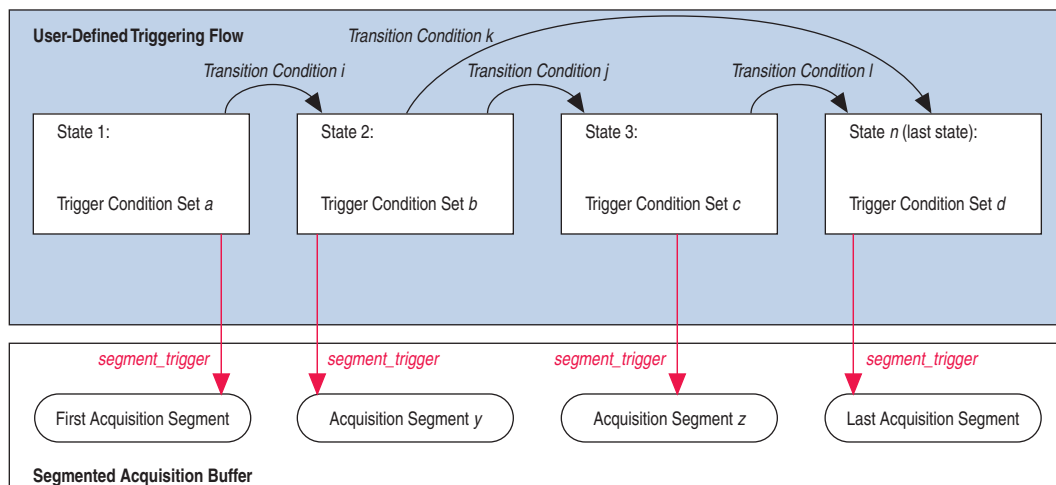 User-Defined Triggering Flow
Transition Condition k
Transition Condition i
Transition Condition j
Transition Condition l
State 1:
Trigger Condition Set a
State 2:
Trigger Condition Set b
State 3:
Trigger Condition Set c
State n (last state):
Trigger Condition Set d
segment_trigger
segment_trigger
segment_trigger
segment_trigger
First Acquisition Segment
Acquisition Segment y
Acquisition Segment z
Last Acquisition Segment
Segmented Acquisition Buffer